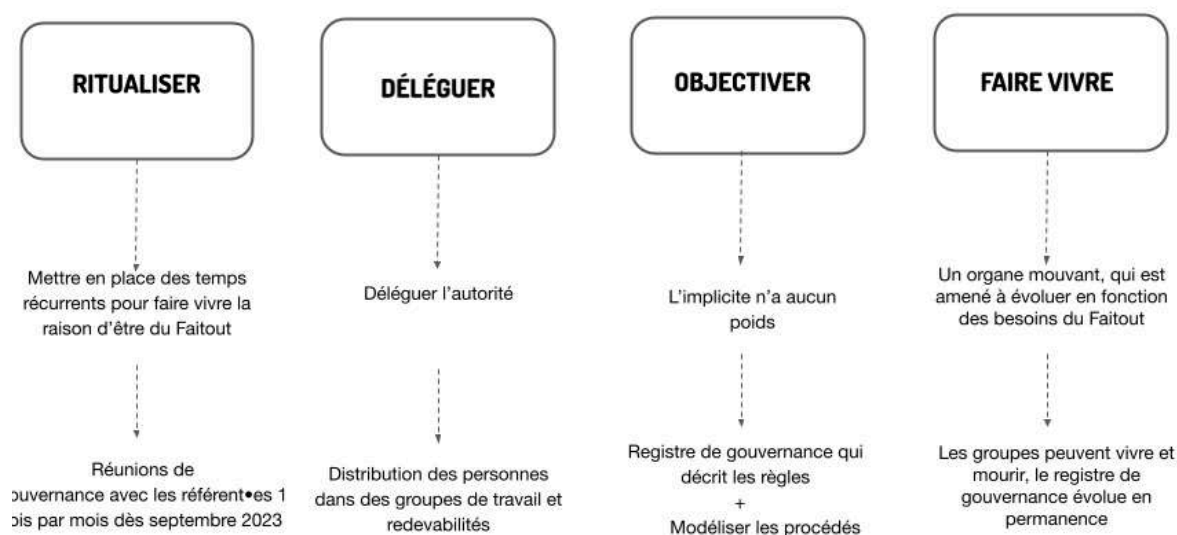 RITUALISER
DÉLÉGUER
OBJECTIVER
FAIRE VIVRE
Mettre en place des temps
récurrents pour faire vivre la
raison d'être du Faitout
Déléguer l'autorité
L'implicite n'a aucun
poids
Un organe mouvant, qui est
amené à évoluer en fonction
des besoins du Faitout
Réunions de
ouvernance avec les référent•es 1
ois par mois dès septembre 2023
Distribution des personnes
dans des groupes de travail et
redevabilités
Registre de gouvernance qui
décrit les règles
+
Modéliser les procédés
Les groupes peuvent vivre et
mourir, le registre de
gouvernance évolue en
permanence